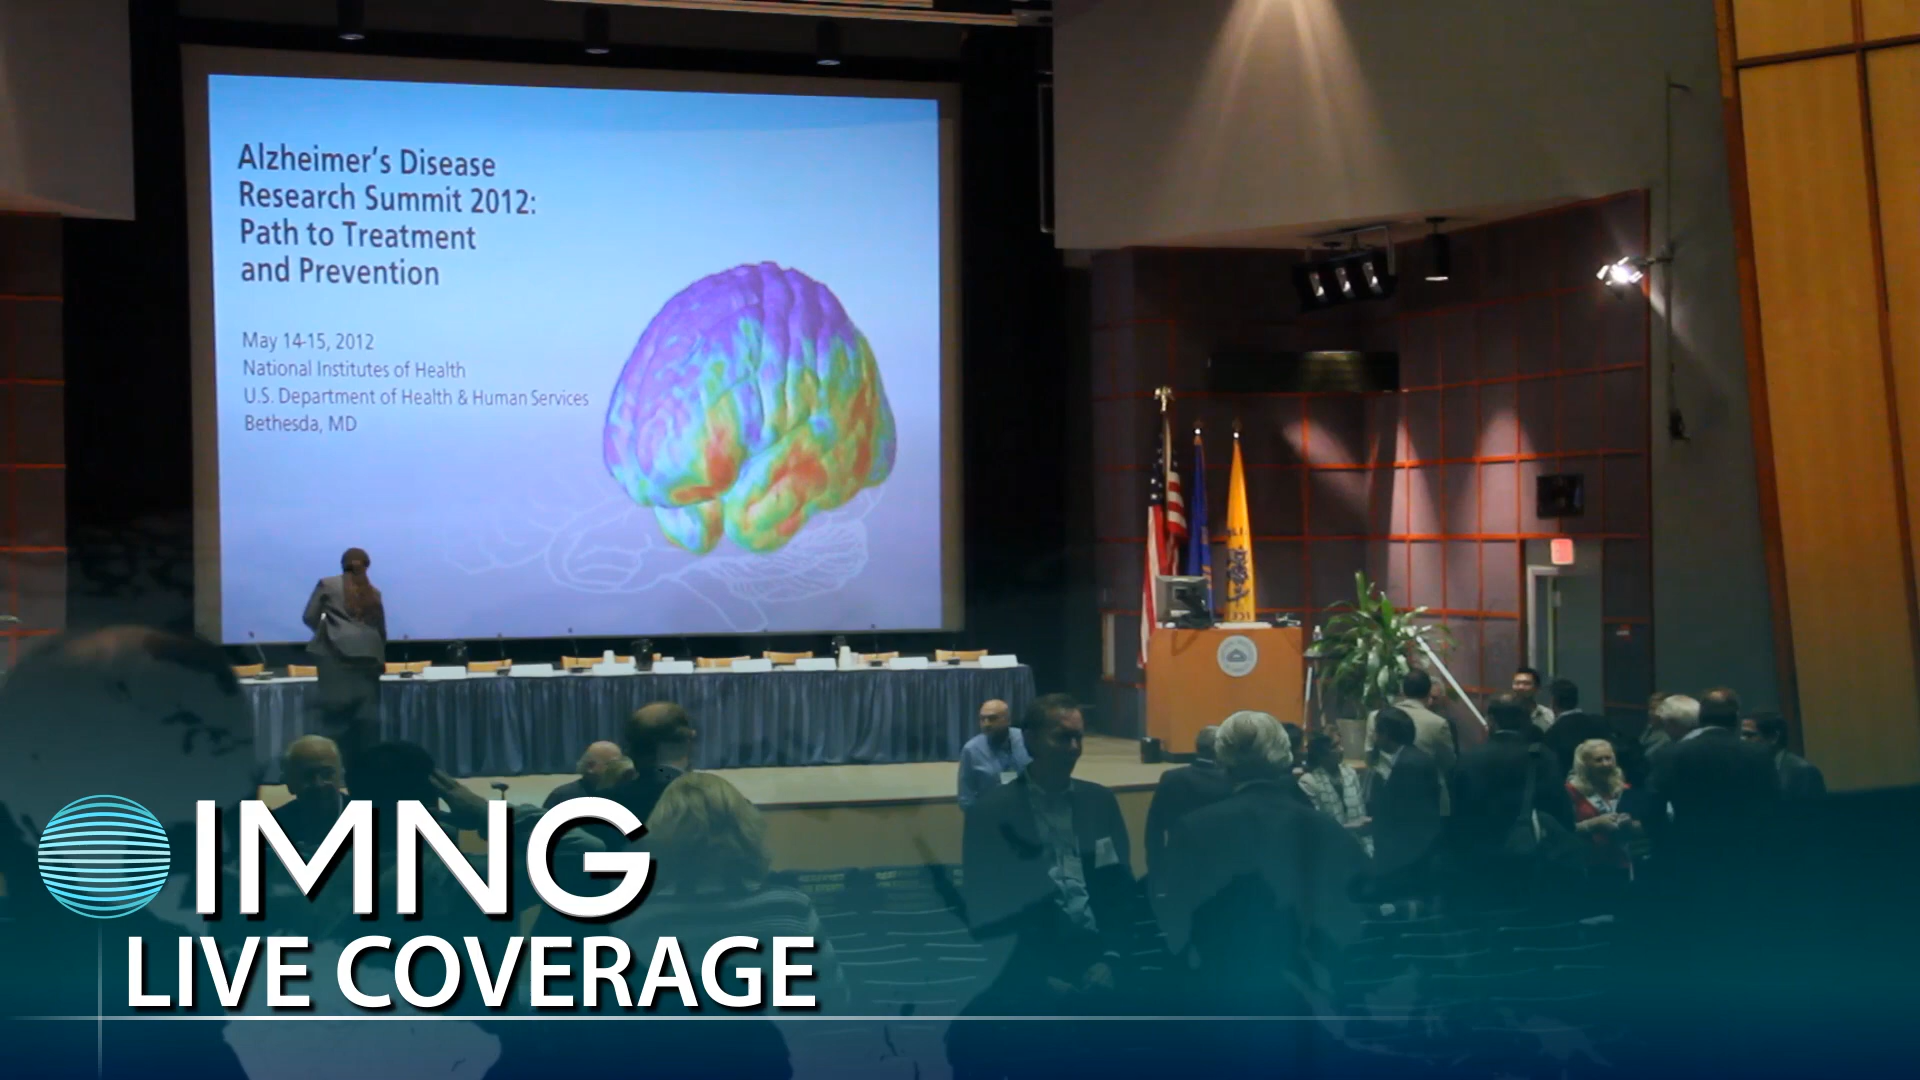 Alzheimer's Disease
Research Summit 2012:
Path to Treatment
and Prevention
May 14-15, 2012
National Institutes of Health
U.S. Department of Health & Human Services
Bethesda, MD
IMNG
LIVE COVERAGE